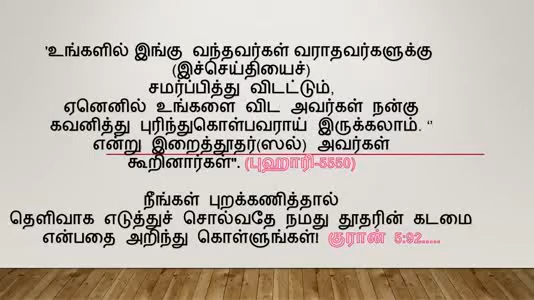 'உங்களில் இங்கு வந்தவர்கள் வராதவர்களுக்கு
(இச்செய்தியைச்)
சமர்ப்பித்து விடட்டும்,
ஏனெனில் உங்களை விட அவர்கள் நன்கு
கவனித்து புரிந்துகொள்பவராய் இருக்கலாம். ‘’
என்று இறைத்தூதர்(ஸல்) அவர்கள்
கூறினார்கள்". (புஹாரி-5550)
நீங்கள் புறக்கணித்தால்
தெளிவாக எடுத்துச் சொல்வதே நமது தூதரின் கடமை
என்பதை அறிந்து கொள்ளுங்கள்! குரான் 5:92.....